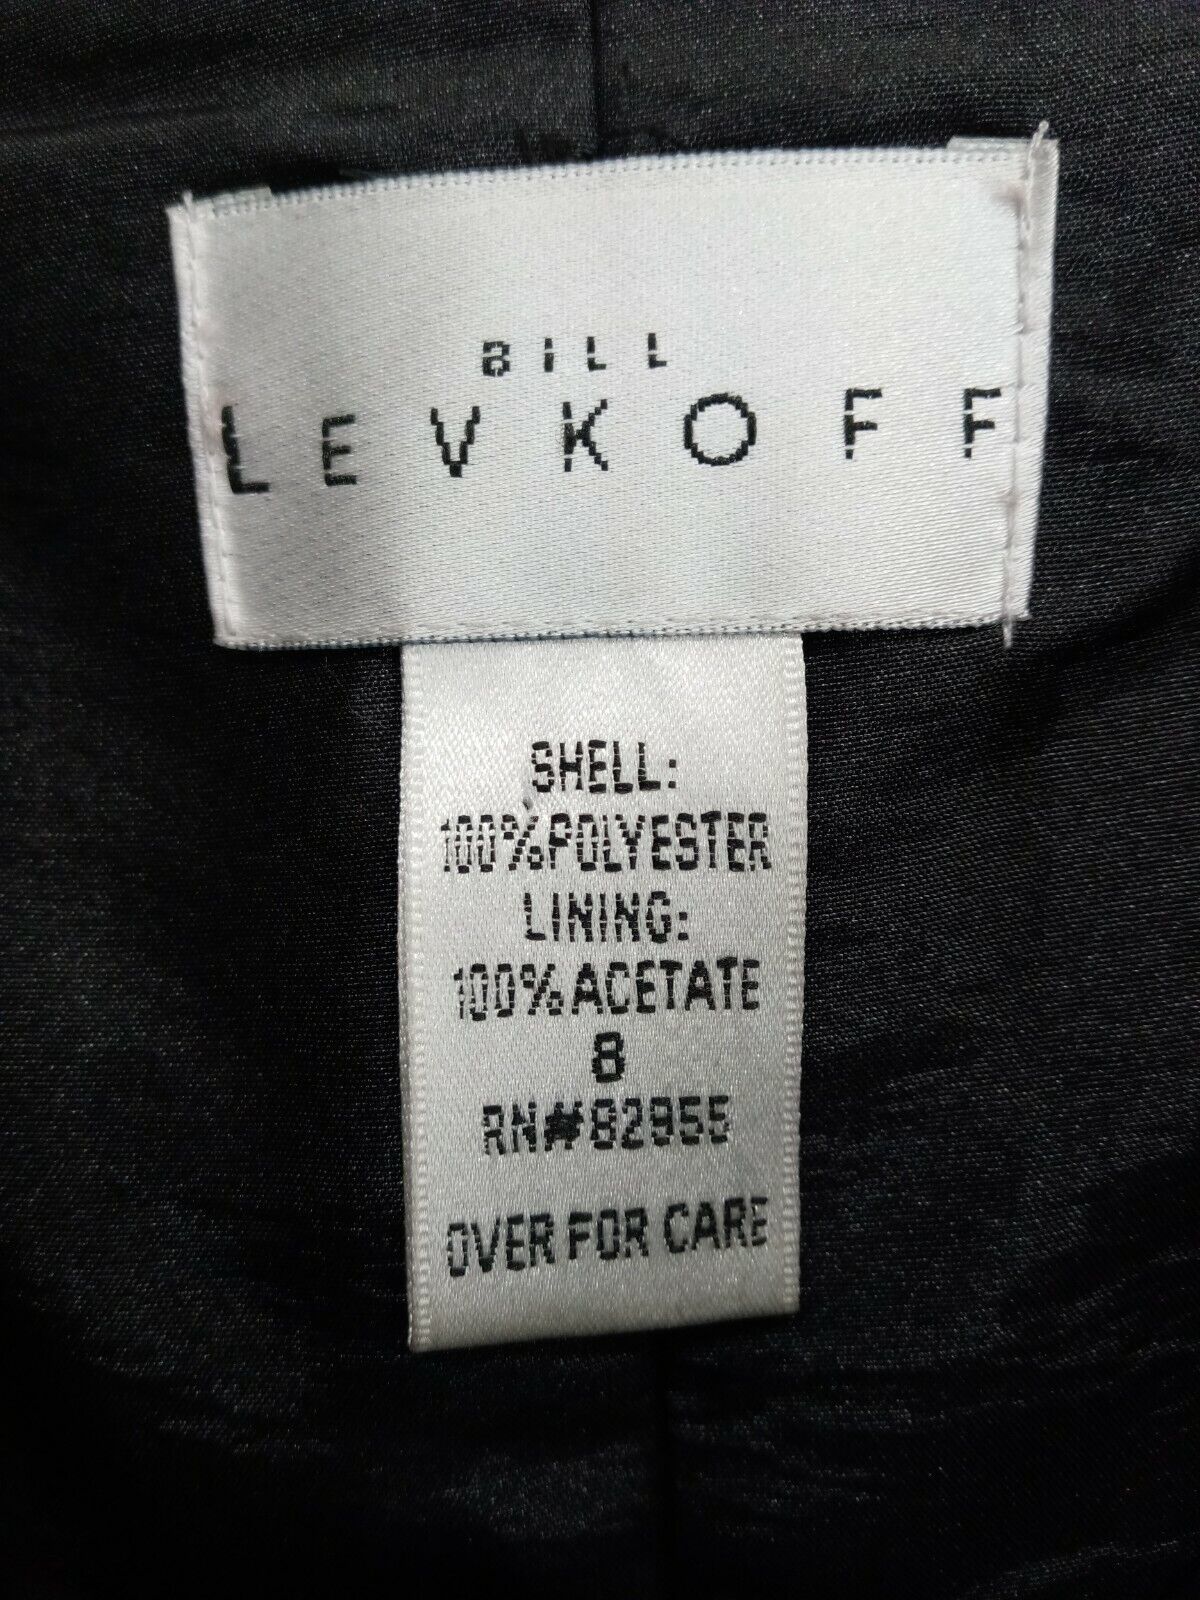 BILL
LEVKOFF
SHELL:
100%POLYESTER
LINING:
100%ACETATE
8
RN#82955
OVER FOR CARE